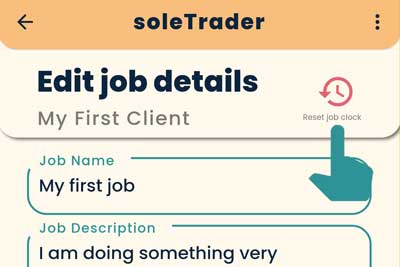 soleTrader
Edit job details
My First Client
Reset job clock
Job Name
My first job
Job Description
I am doing something very